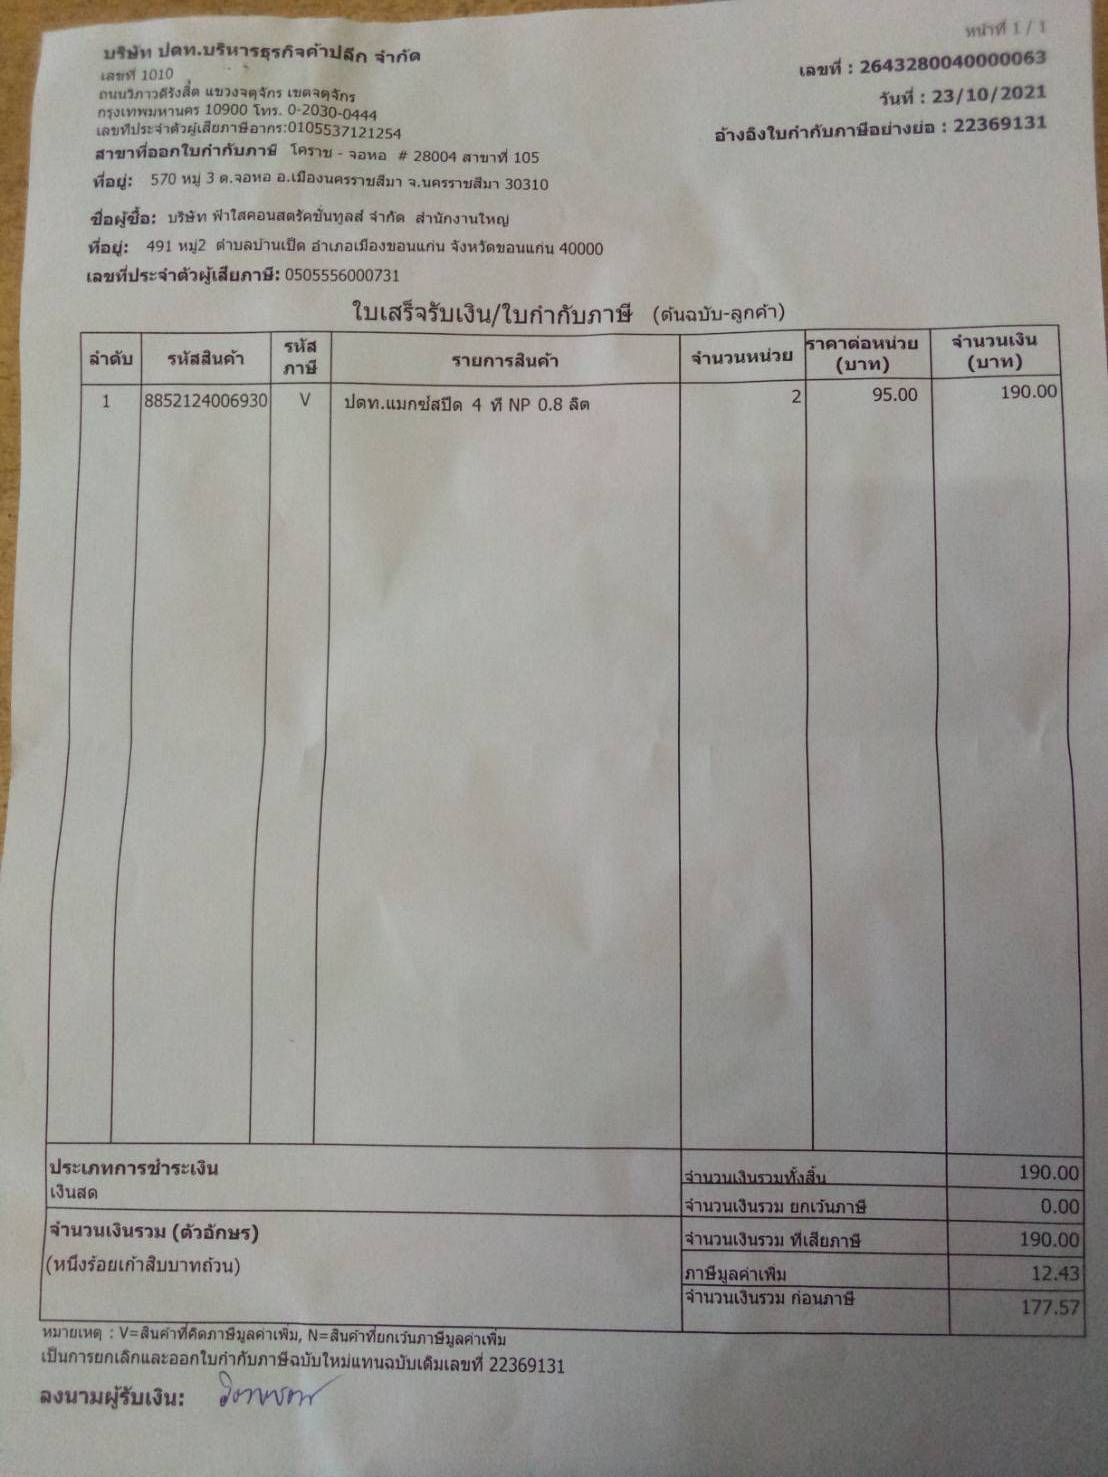 หน้าที่ 1 / 1
บริษัท ปตท.บริหารธุรกิจค้าปลีก จำกัด
เลขที่ 1010
ถนนวิภาวดีรังสิต แขวงจตุจักร เขตจตุจักร
กรุงเทพมหานคร 10900 โทร. 0-2030-0444
เลขที่ประจำตัวผู้เสียภาษีอากร:0105537121254
เลขที่ : 2643280040000063
วันที่ : 23/10/2021
อ้างอิงใบกำกับภาษีอย่างย่อ : 22369131
สาขาที่ออกใบกำกับภาษี โคราช - จอหอ # 28004 สาขาที่ 105
ที่อยู่: 570 หมู่ 3 ต.จอหอ อ.เมืองนครราชสีมา จ.นครราชสีมา 30310
ชื่อผู้ซื้อ: บริษัท ฟ้าใสคอนสตรัคชั่นทูลส์ จำกัด สำนักงานใหญ่
ที่อยู่: 491 หมู่2 ตำบลบ้านเป็ด อำเภอเมืองขอนแก่น จังหวัดขอนแก่น 40000
เลขที่ประจำตัวผู้เสียภาษี: 0505556000731
ใบเสร็จรับเงิน/ใบกำกับภาษี (ต้นฉบับ-ลูกค้า)
ลำดับ รหัสสินค้า รหัสภาษี รายการสินค้า จำนวนหน่วย ราคาต่อหน่วย (บาท) จำนวนเงิน (บาท)
1 8852124006930 V ปตท.แมกซ์สปีด 4 ที NP 0.8 ลิต 2 95.00 190.00
ประเภทการชำระเงิน
เงินสด
จำนวนเงินรวมทั้งสิ้น 190.00
จำนวนเงินรวม ยกเว้นภาษี 0.00
จำนวนเงินรวม (ตัวอักษร)
(หนึ่งร้อยเก้าสิบบาทถ้วน)
จำนวนเงินรวม ที่เสียภาษี 190.00
ภาษีมูลค่าเพิ่ม 12.43
จำนวนเงินรวม ก่อนภาษี 177.57
หมายเหตุ : V=สินค้าที่คิดภาษีมูลค่าเพิ่ม, N=สินค้าที่ยกเว้นภาษีมูลค่าเพิ่ม
เป็นการยกเลิกและออกใบกำกับภาษีฉบับใหม่แทนฉบับเดิมเลขที่ 22369131
ลงนามผู้รับเงิน: